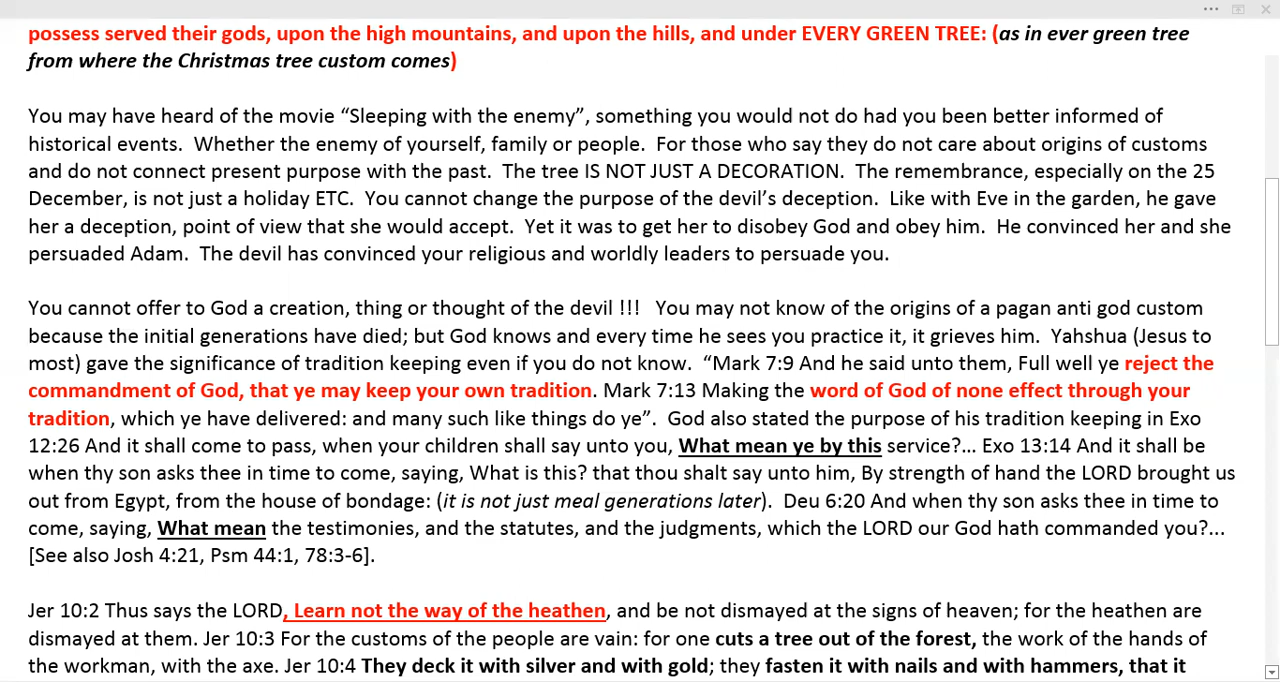 possess served their gods, upon the high mountains, and upon the hills, and under EVERY GREEN TREE: (as in ever green tree
from where the Christmas tree custom comes)
You may have heard of the movie “Sleeping with the enemy”, something you would not do had you been better informed of
historical events.  Whether the enemy of yourself, family or people.  For those who say they do not care about origins of customs
and do not connect present purpose with the past.  The tree IS NOT JUST A DECORATION.  The remembrance, especially on the 25
December, is not just a holiday ETC.  You cannot change the purpose of the devil’s deception.  Like with Eve in the garden, he gave
her a deception, point of view that she would accept.  Yet it was to get her to disobey God and obey him.  He convinced her and she
persuaded Adam.  The devil has convinced your religious and worldly leaders to persuade you.
You cannot offer to God a creation, thing or thought of the devil !!!   You may not know of the origins of a pagan anti god custom
because the initial generations have died; but God knows and every time he sees you practice it, it grieves him.  Yahshua (Jesus to
most) gave the significance of tradition keeping even if you do not know.  “Mark 7:9 And he said unto them, Full well ye reject the
commandment of God, that ye may keep your own tradition. Mark 7:13 Making the word of God of none effect through your
tradition, which ye have delivered: and many such like things do ye”.  God also stated the purpose of his tradition keeping in Exo
12:26 And it shall come to pass, when your children shall say unto you, What mean ye by this service?... Exo 13:14 And it shall be
when thy son asks thee in time to come, saying, What is this? that thou shalt say unto him, By strength of hand the LORD brought us
out from Egypt, from the house of bondage: (it is not just meal generations later).  Deu 6:20 And when thy son asks thee in time to
come, saying, What mean the testimonies, and the statutes, and the judgments, which the LORD our God hath commanded you?...
[See also Josh 4:21, Psm 44:1, 78:3-6].
Jer 10:2 Thus says the LORD, Learn not the way of the heathen, and be not dismayed at the signs of heaven; for the heathen are
dismayed at them. Jer 10:3 For the customs of the people are vain: for one cuts a tree out of the forest, the work of the hands of
the workman, with the axe. Jer 10:4 They deck it with silver and with gold; they fasten it with nails and with hammers, that it